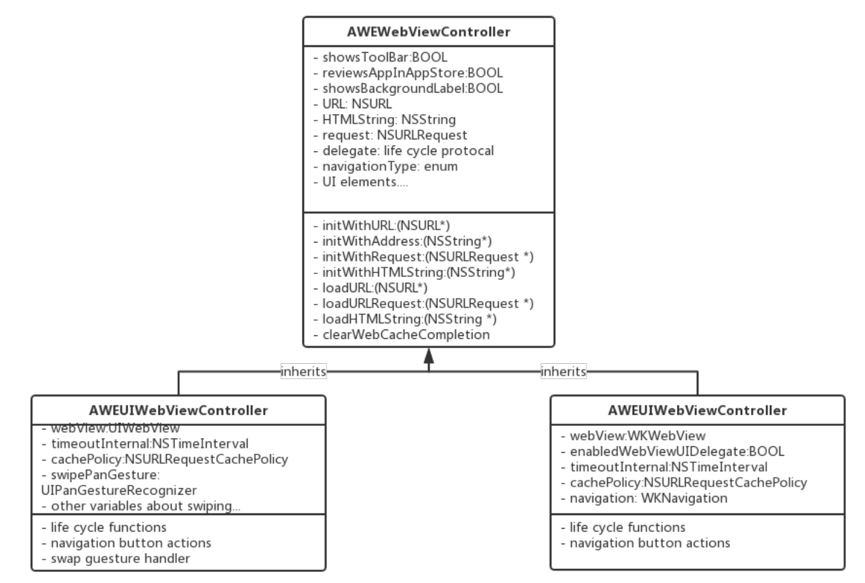 AWEWebViewController
- showsToolBar:BOOL
- reviewsAppInAppStore:BOOL
- showsBackgroundLabel:BOOL
- URL: NSURL
- HTMLString: NSString
- request: NSURLRequest
- delegate: life cycle protocal
- navigationType: enum
- UI elements....
- initWithURL:(NSURL*)
- initWithAddress:(NSString*)
- initWithRequest:(NSURLRequest *)
- initWithHTMLString:(NSString*)
- loadURL:(NSURL*)
- loadURLRequest:(NSURLRequest *)
- loadHTMLString:(NSString *)
- clearWebCacheCompletion
inherits
inherits
AWEUIWebViewController
- webView:UIWebView
- timeoutInternal:NSTimeInterval
- cachePolicy:NSURLRequestCachePolicy
- swipePanGesture:
UIPanGestureRecognizer
- other variables about swiping...
- life cycle functions
- navigation button actions
- swap guesture handler
AWEUIWebViewController
- webView:WKWebView
- enabledWebViewUIDelegate:BOOL
- timeoutInternal:NSTimeInterval
- cachePolicy:NSURLRequestCachePolicy
- navigation: WKNavigation
- life cycle functions
- navigation button actions